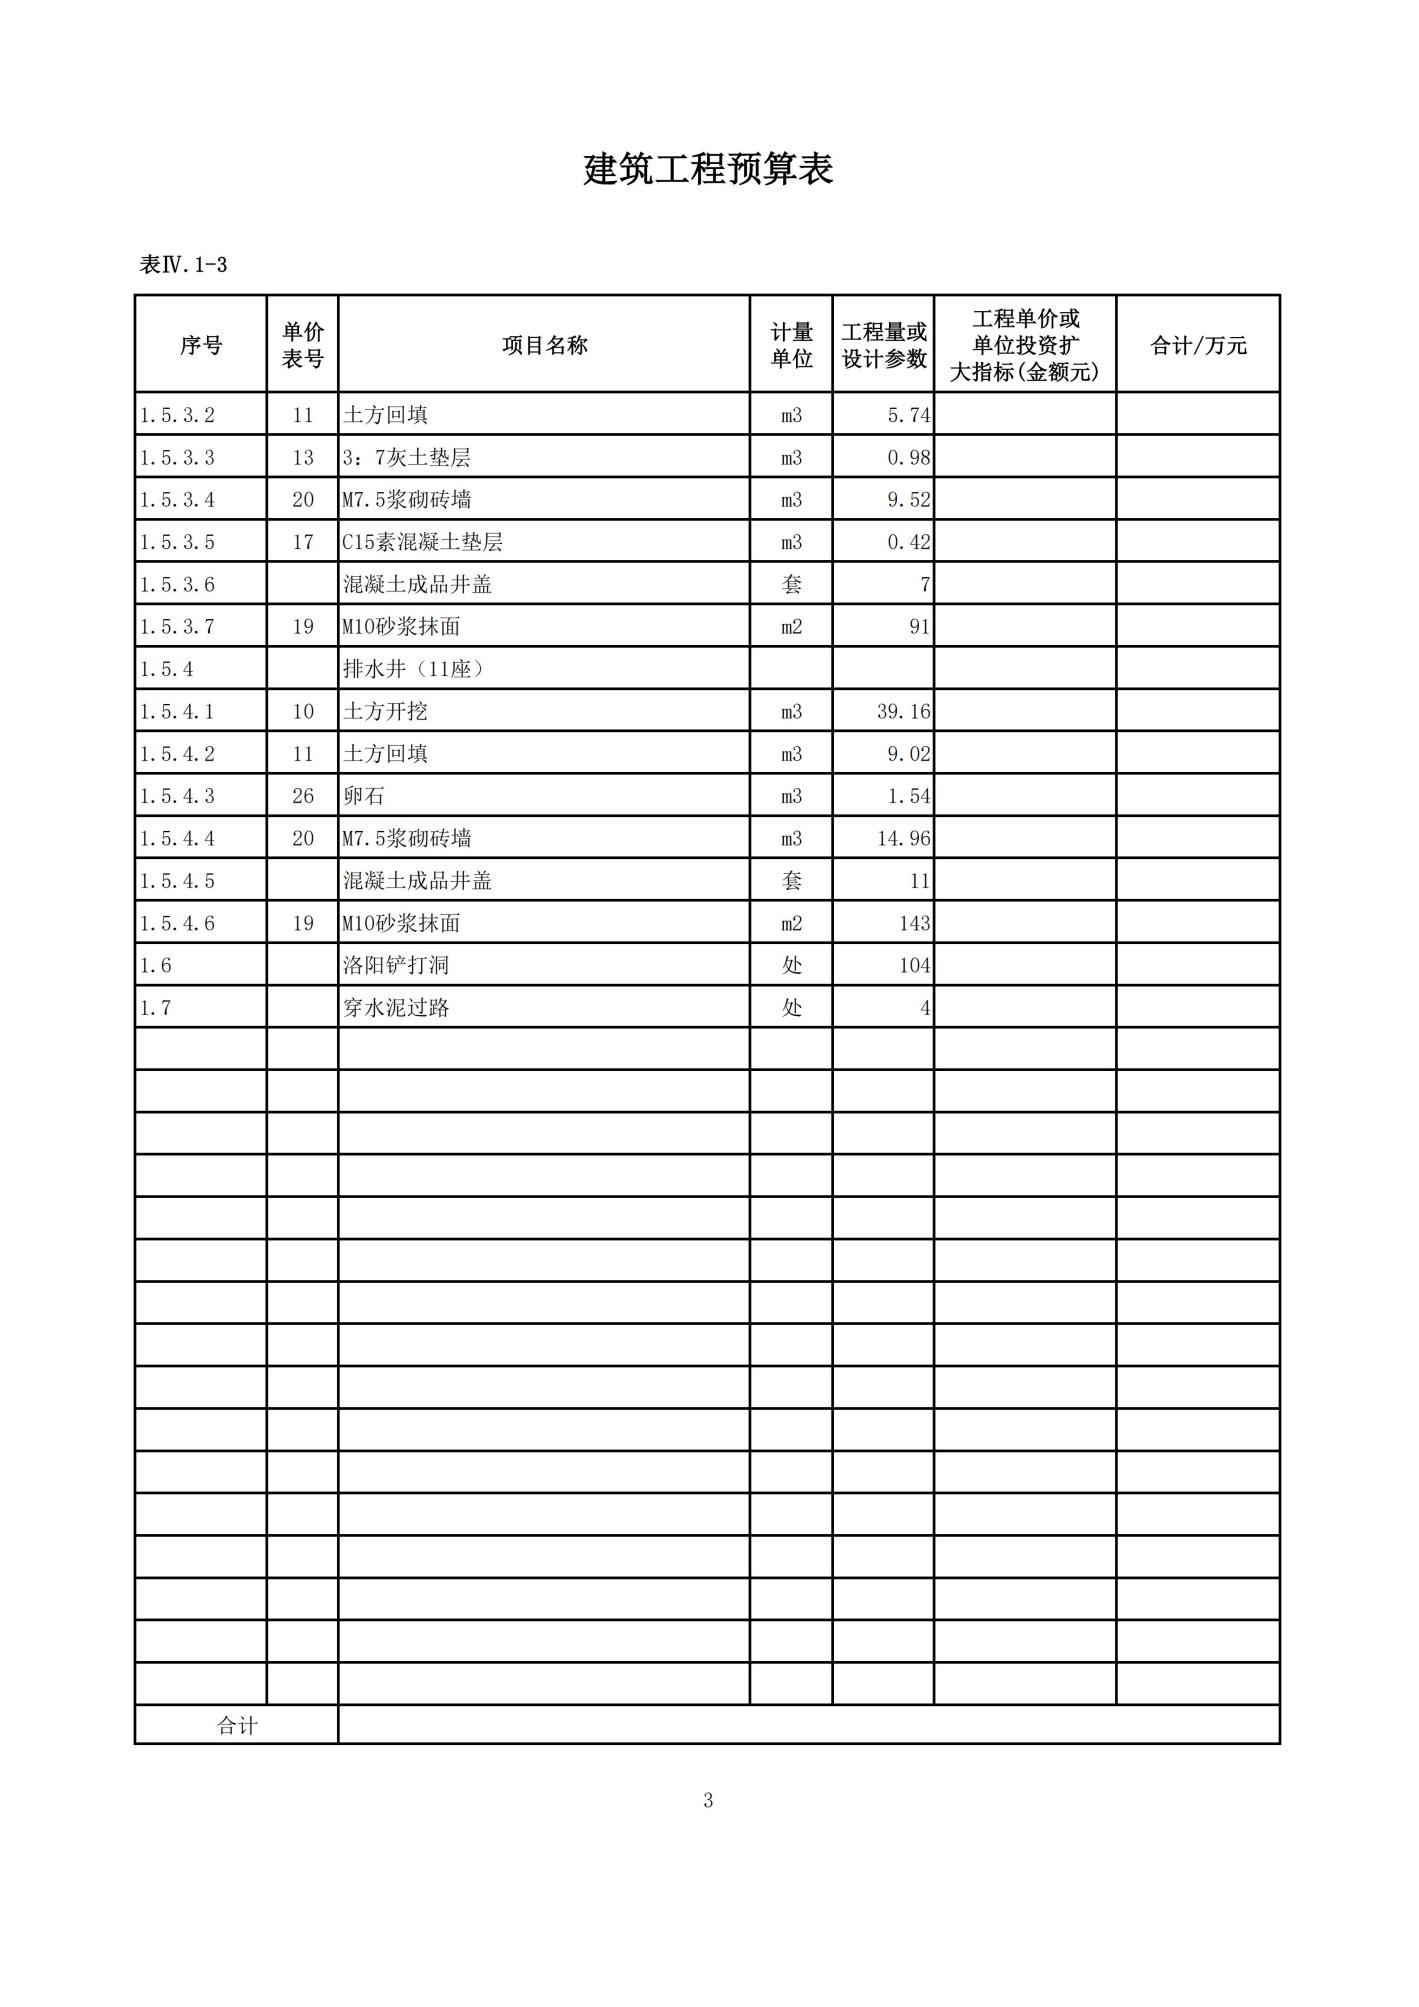 建筑工程预算表
表Ⅳ.1-3
序号 单价表号 项目名称 计量单位 工程量或设计参数 工程单价或单位投资扩大指标(金额元) 合计/万元
1.5.3.2 11 土方回填 m3 5.74
1.5.3.3 13 3：7灰土垫层 m3 0.98
1.5.3.4 20 M7.5浆砌砖墙 m3 9.52
1.5.3.5 17 C15素混凝土垫层 m3 0.42
1.5.3.6 混凝土成品井盖 套 7
1.5.3.7 19 M10砂浆抹面 m2 91
1.5.4 排水井（11座）
1.5.4.1 10 土方开挖 m3 39.16
1.5.4.2 11 土方回填 m3 9.02
1.5.4.3 26 卵石 m3 1.54
1.5.4.4 20 M7.5浆砌砖墙 m3 14.96
1.5.4.5 混凝土成品井盖 套 11
1.5.4.6 19 M10砂浆抹面 m2 143
1.6 洛阳铲打洞 处 104
1.7 穿水泥过路 处 4
合计
3